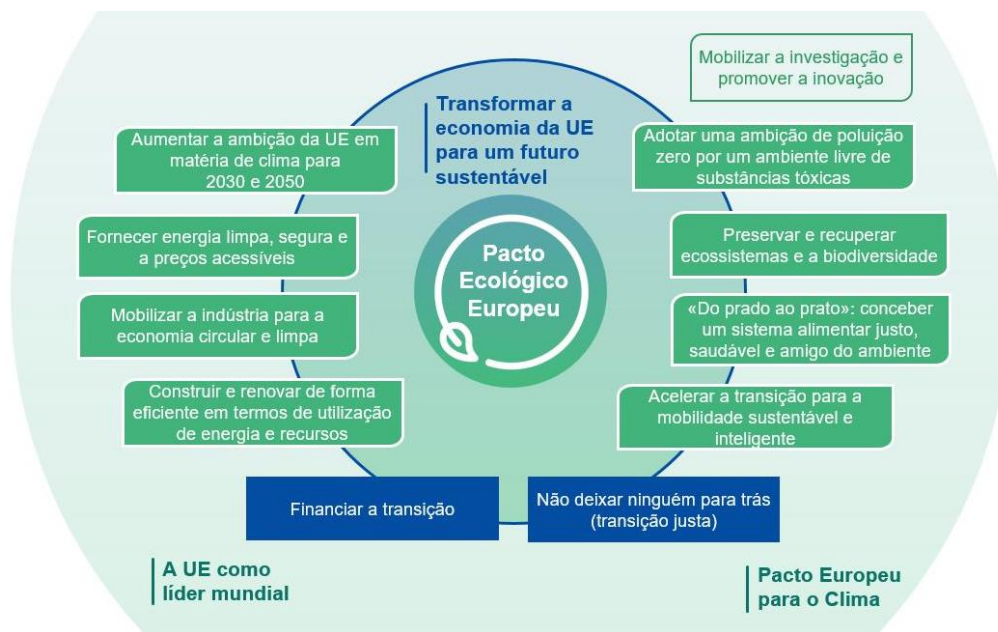 Mobilizar a investigação e
promover a inovação
Transformar a
economia da UE
para um futuro
sustentável
Aumentar a ambição da UE em
matéria de clima para
2030 e 2050
Adotar uma ambição de poluição
zero por um ambiente livre de
substâncias tóxicas
Fornecer energia limpa, segura e
a preços acessíveis
Pacto
Ecológico
Europeu
Preservar e recuperar
ecossistemas e a biodiversidade
Mobilizar a indústria para a
economia circular e limpa
«Do prado ao prato»: conceber
um sistema alimentar justo,
saudável e amigo do ambiente
Construir e renovar de forma
eficiente em termos de utilização
de energia e recursos
Acelerar a transição para a
mobilidade sustentável e
inteligente
Financiar a transição
Não deixar ninguém para trás
(transição justa)
A UE como
líder mundial
Pacto Europeu
para o Clima